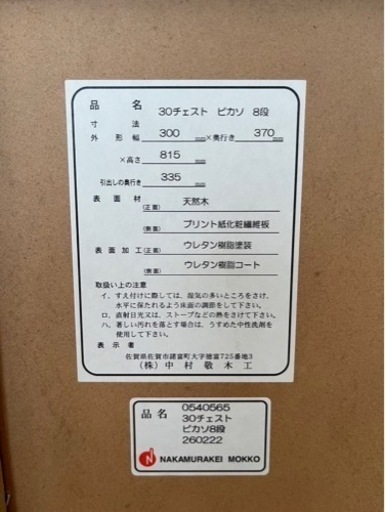 品 名 30チェスト ピカソ 8段
寸 法
外 形 幅 300 mm×奥行き 370 mm
×高さ 815 mm
引出しの奥行き 335 mm
表 面 材 (正面) 天然木
(側面) プリント紙化粧繊維板
表 面 加 工 (正面) ウレタン樹脂塗装
(側面) ウレタン樹脂コート
取扱い上の注意
イ、すえ付けに際しては、湿気の多いところをさけ、
水平に保たれるよう床面の調節をして下さい。
ロ、直射日光又は、ストーブなどの熱をさけて下さい。
ハ、著しい汚れを落とす場合は、うすめた中性洗剤を
使用して下さい。
表 示 者
佐賀県佐賀市諸富町大字徳富725番地3
(株) 中 村 敬 木 工
品 名 0540565
30チェスト
ピカソ8段
260222
NAKAMURAKEI MOKKO